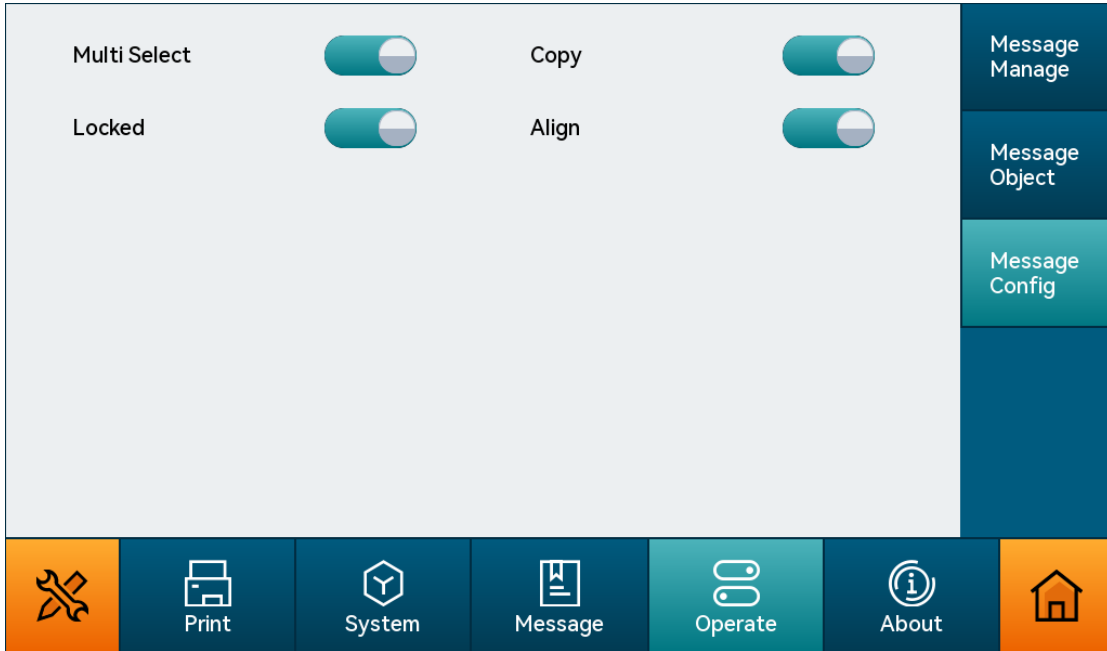 Multi Select
Copy
Locked
Align
Message
Manage
Message
Object
Message
Config
Print
System
Message
Operate
About